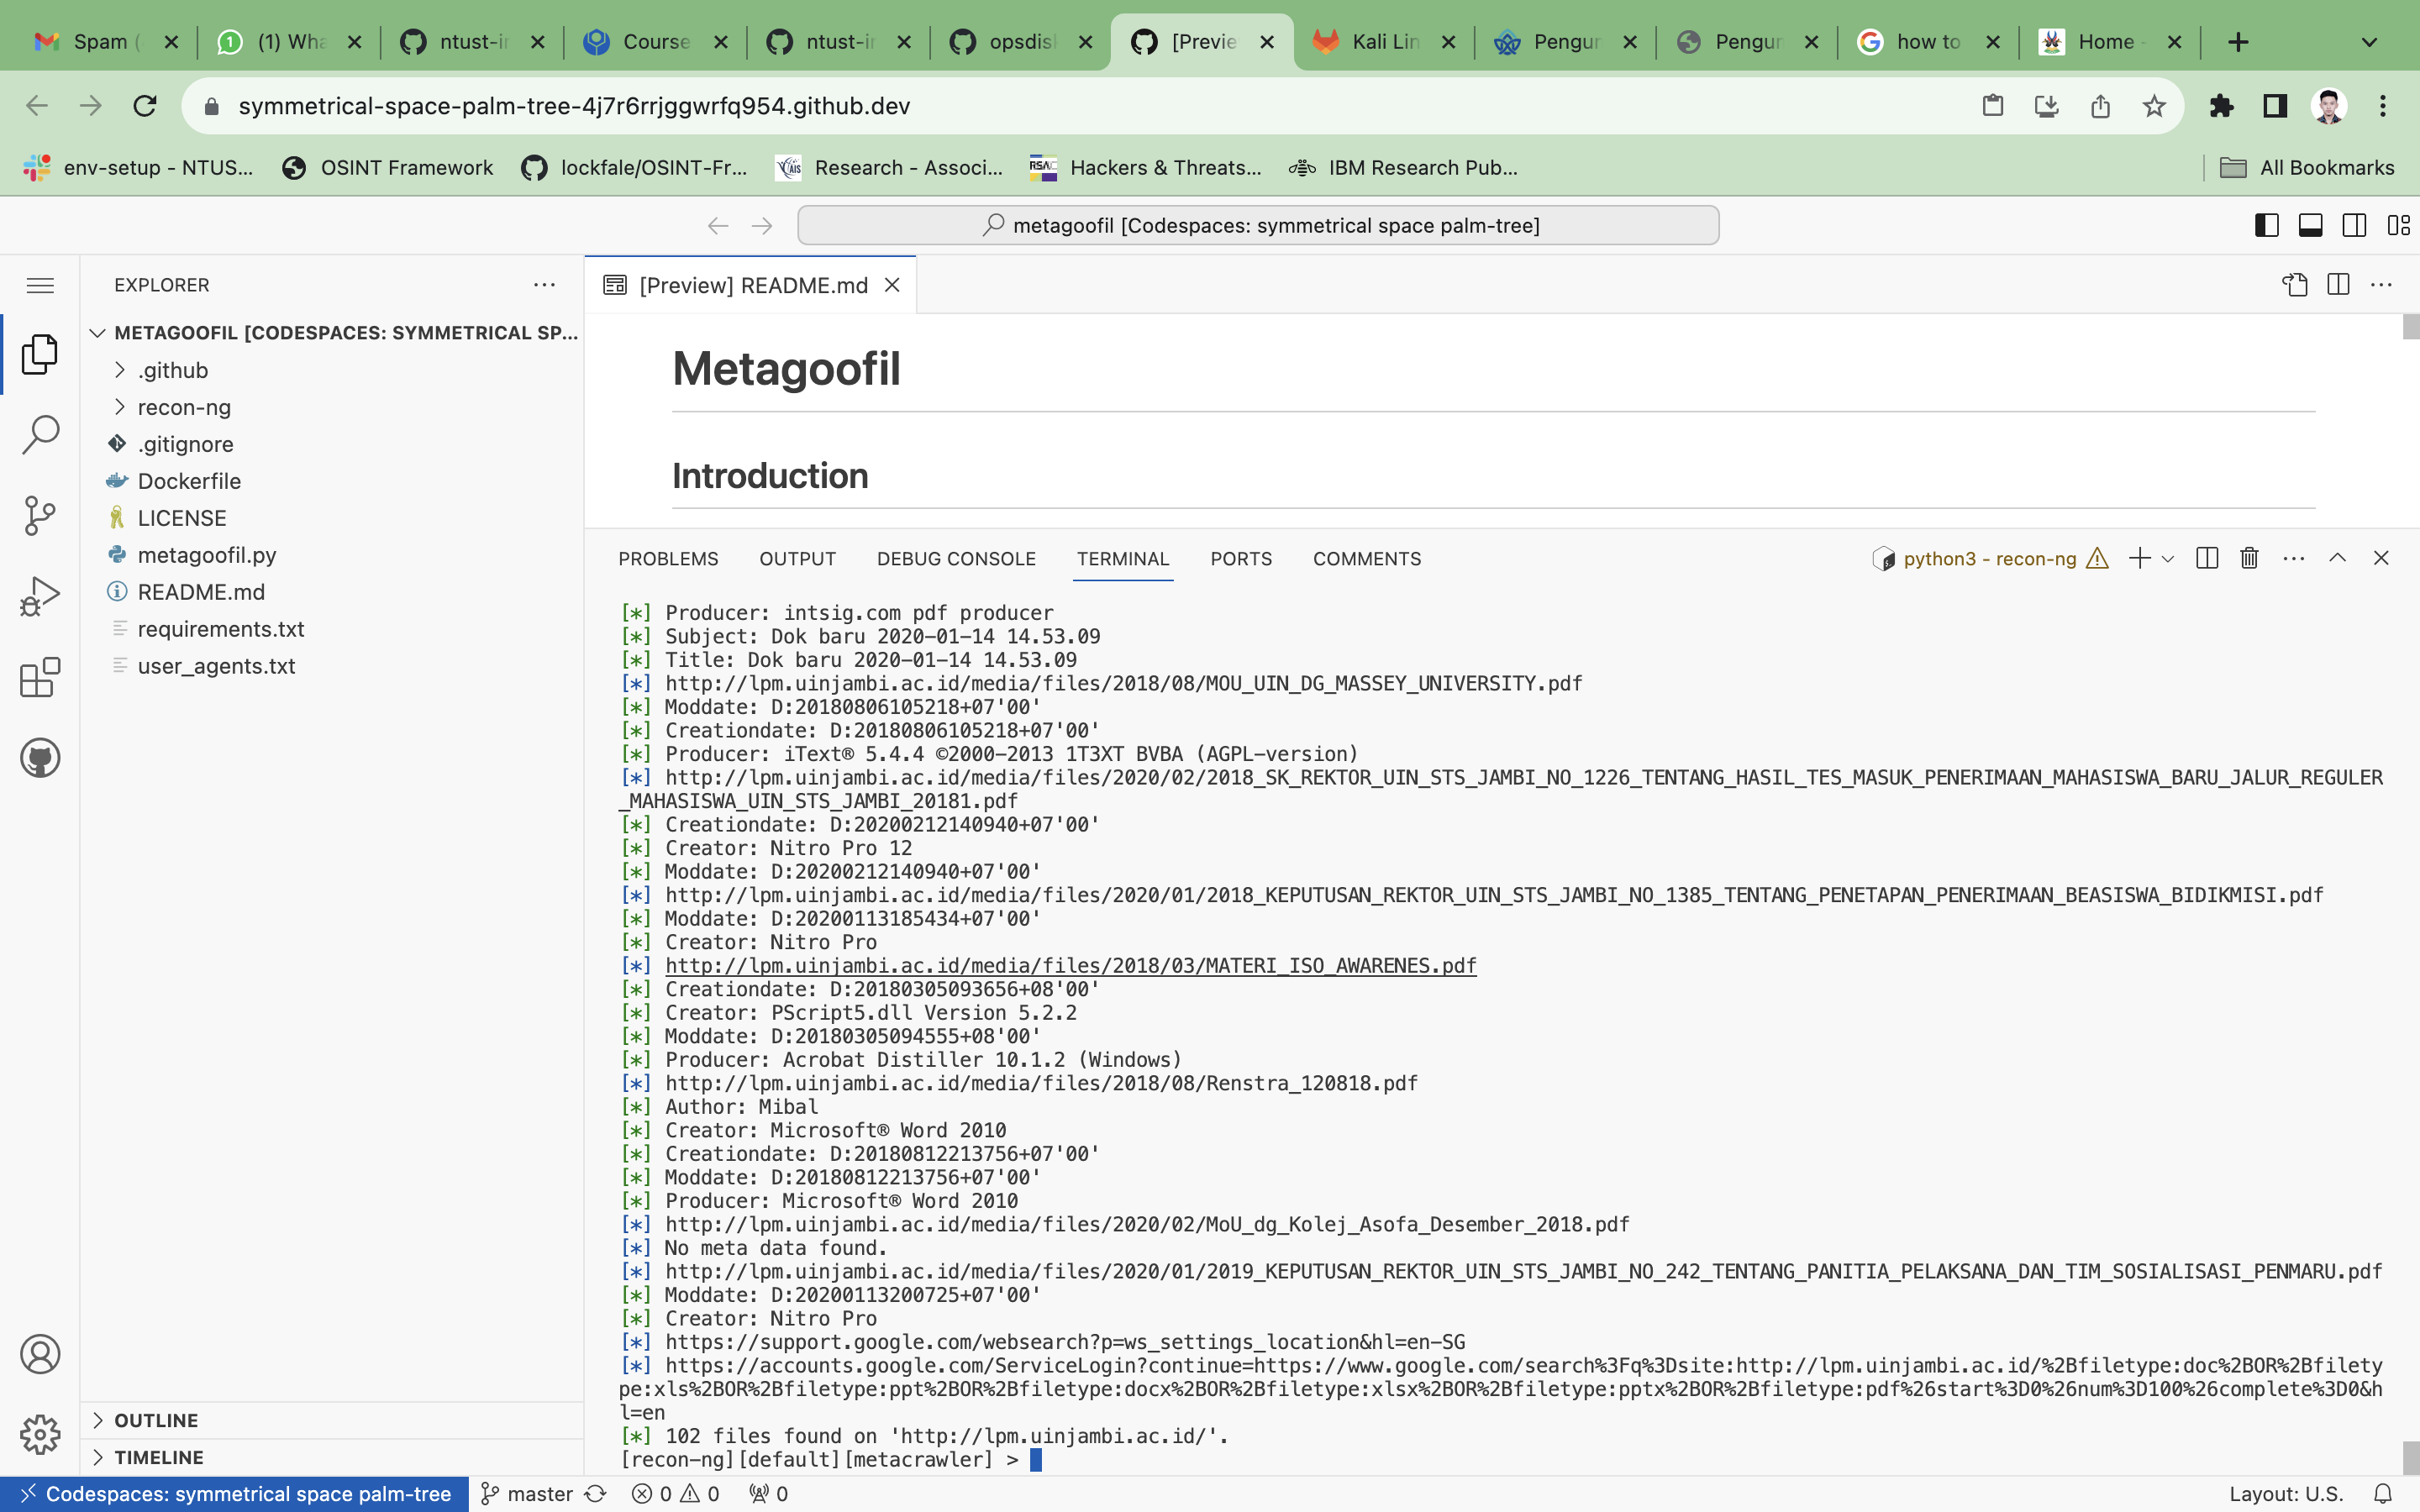 Spam (
(1) Wha
ntust-in
Course
ntust-in
opsdisk
[Previe
Kali Lin
Pengun
Pengun
how to
Home -
symmetrical-space-palm-tree-4j7r6rrjggwrfq954.github.dev
env-setup - NTUS...
OSINT Framework
lockfale/OSINT-Fr...
Research - Associ...
Hackers & Threats...
IBM Research Pub...
All Bookmarks
metagoofil [Codespaces: symmetrical space palm-tree]
EXPLORER
[Preview] README.md
METAGOOFIL [CODESPACES: SYMMETRICAL SP...
.github
recon-ng
.gitignore
Dockerfile
LICENSE
metagoofil.py
README.md
requirements.txt
user_agents.txt
OUTLINE
TIMELINE
Metagoofil
Introduction
PROBLEMS OUTPUT DEBUG CONSOLE TERMINAL PORTS COMMENTS
python3 - recon-ng
[*] Producer: intsig.com pdf producer
[*] Subject: Dok baru 2020-01-14 14.53.09
[*] Title: Dok baru 2020-01-14 14.53.09
[*] http://lpm.uinjambi.ac.id/media/files/2018/08/MOU_UIN_DG_MASSEY_UNIVERSITY.pdf
[*] Moddate: D:20180806105218+07'00'
[*] Creationdate: D:20180806105218+07'00'
[*] Producer: iText® 5.4.4 ©2000-2013 1T3XT BVBA (AGPL-version)
[*] http://lpm.uinjambi.ac.id/media/files/2020/02/2018_SK_REKTOR_UIN_STS_JAMBI_NO_1226_TENTANG_HASIL_TES_MASUK_PENERIMAAN_MAHASISWA_BARU_JALUR_REGULER
_MAHASISWA_UIN_STS_JAMBI_20181.pdf
[*] Creationdate: D:20200212140940+07'00'
[*] Creator: Nitro Pro 12
[*] Moddate: D:20200212140940+07'00'
[*] http://lpm.uinjambi.ac.id/media/files/2020/01/2018_KEPUTUSAN_REKTOR_UIN_STS_JAMBI_NO_1385_TENTANG_PENETAPAN_PENERIMAAN_BEASISWA_BIDIKMISI.pdf
[*] Moddate: D:20200113185434+07'00'
[*] Creator: Nitro Pro
[*] http://lpm.uinjambi.ac.id/media/files/2018/03/MATERI_ISO_AWARENES.pdf
[*] Creationdate: D:20180305093656+08'00'
[*] Creator: PScript5.dll Version 5.2.2
[*] Moddate: D:20180305094555+08'00'
[*] Producer: Acrobat Distiller 10.1.2 (Windows)
[*] http://lpm.uinjambi.ac.id/media/files/2018/08/Renstra_120818.pdf
[*] Author: Mibal
[*] Creator: Microsoft® Word 2010
[*] Creationdate: D:20180812213756+07'00'
[*] Moddate: D:20180812213756+07'00'
[*] Producer: Microsoft® Word 2010
[*] http://lpm.uinjambi.ac.id/media/files/2020/02/MoU_dg_Kolej_Asofa_Desember_2018.pdf
[*] No meta data found.
[*] http://lpm.uinjambi.ac.id/media/files/2020/01/2019_KEPUTUSAN_REKTOR_UIN_STS_JAMBI_NO_242_TENTANG_PANITIA_PELAKSANA_DAN_TIM_SOSIALISASI_PENMARU.pdf
[*] Moddate: D:20200113200725+07'00'
[*] Creator: Nitro Pro
[*] https://support.google.com/websearch?p=ws_settings_location&hl=en-SG
[*] https://accounts.google.com/ServiceLogin?continue=https://www.google.com/search%3Fq%3Dsite:http://lpm.uinjambi.ac.id/%2Bfiletype:doc%2BOR%2Bfilety
pe:xls%2BOR%2Bfiletype:ppt%2BOR%2Bfiletype:docx%2BOR%2Bfiletype:xlsx%2BOR%2Bfiletype:pptx%2BOR%2Bfiletype:pdf%26start%3D0%26num%3D100%26complete%3D0&h
l=en
[*] 102 files found on 'http://lpm.uinjambi.ac.id/'.
[recon-ng][default][metacrawler] >
Codespaces: symmetrical space palm-tree
master
0 0
0
Layout: U.S.